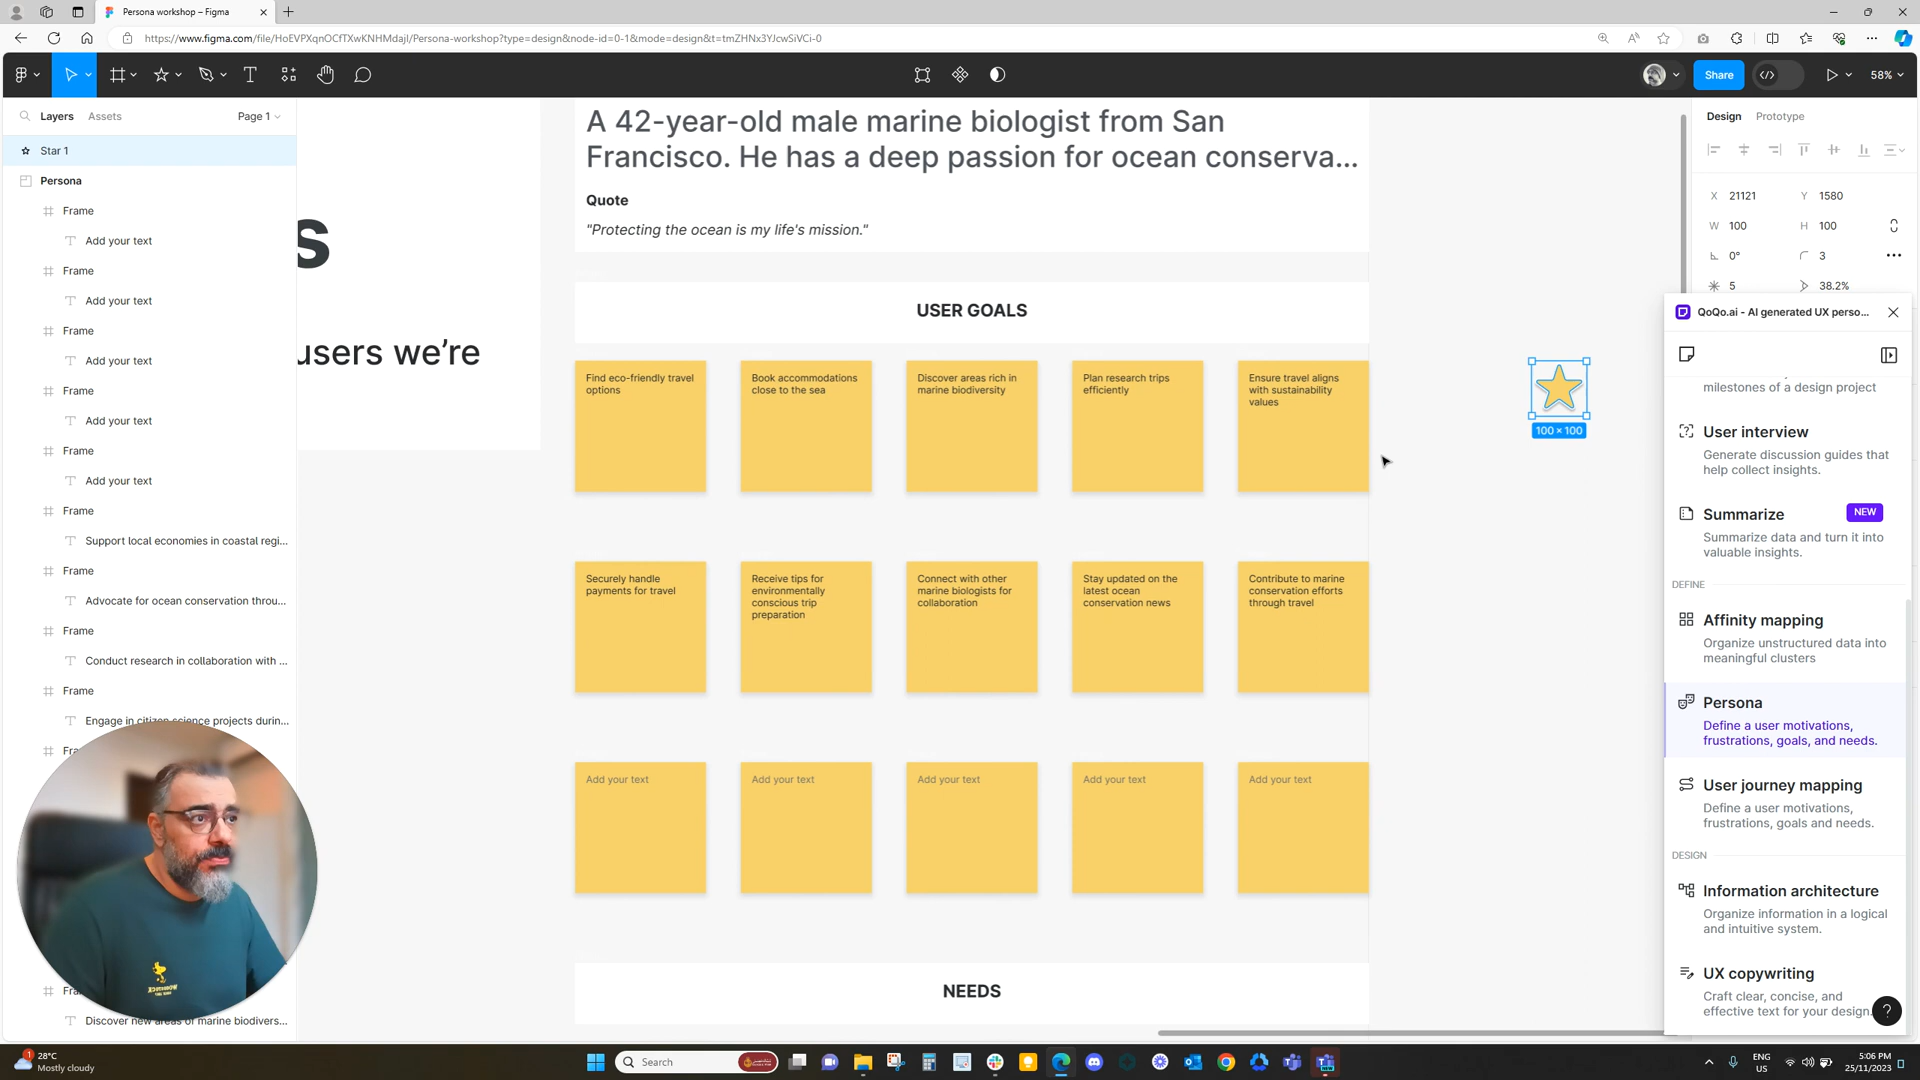 Persona workshop – Figma
https://www.figma.com/file/HoEVPXqnOCfTXwKNHMdajI/Persona-workshop?type=design&node-id=0-1&mode=design&t=tmZHNx3YJcwSiVCi-0
Share
58%
Layers
Assets
Page 1
Star 1
Persona
Frame
Add your text
Frame
Add your text
Frame
Add your text
Frame
Add your text
Frame
Add your text
Frame
Support local economies in coastal regi...
Frame
Advocate for ocean conservation throu...
Frame
Conduct research in collaboration with ...
Frame
Engage in citizen science projects durin...
Discover new areas of marine biodivers...
s
users we're
A 42-year-old male marine biologist from San
Francisco. He has a deep passion for ocean conserva...
Quote
"Protecting the ocean is my life's mission."
USER GOALS
Find eco-friendly travel
options
Book accommodations
close to the sea
Discover areas rich in
marine biodiversity
Plan research trips
efficiently
Ensure travel aligns
with sustainability
values
Securely handle
payments for travel
Receive tips for
environmentally
conscious trip
preparation
Connect with other
marine biologists for
collaboration
Stay updated on the
latest ocean
conservation news
Contribute to marine
conservation efforts
through travel
Add your text
Add your text
Add your text
Add your text
Add your text
NEEDS
100 × 100
Design
Prototype
X 21121
Y 1580
W 100
H 100
0°
3
5
38.2%
QoQo.ai - AI generated UX perso...
milestones of a design project
User interview
Generate discussion guides that
help collect insights.
Summarize
NEW
Summarize data and turn it into
valuable insights.
DEFINE
Affinity mapping
Organize unstructured data into
meaningful clusters
Persona
Define a user motivations,
frustrations, goals, and needs.
User journey mapping
Define a user motivations,
frustrations, goals and needs.
DESIGN
Information architecture
Organize information in a logical
and intuitive system.
UX copywriting
Craft clear, concise, and
effective text for your design.
?
1
28°C
Mostly cloudy
Search
ENG
US
5:06 PM
25/11/2023